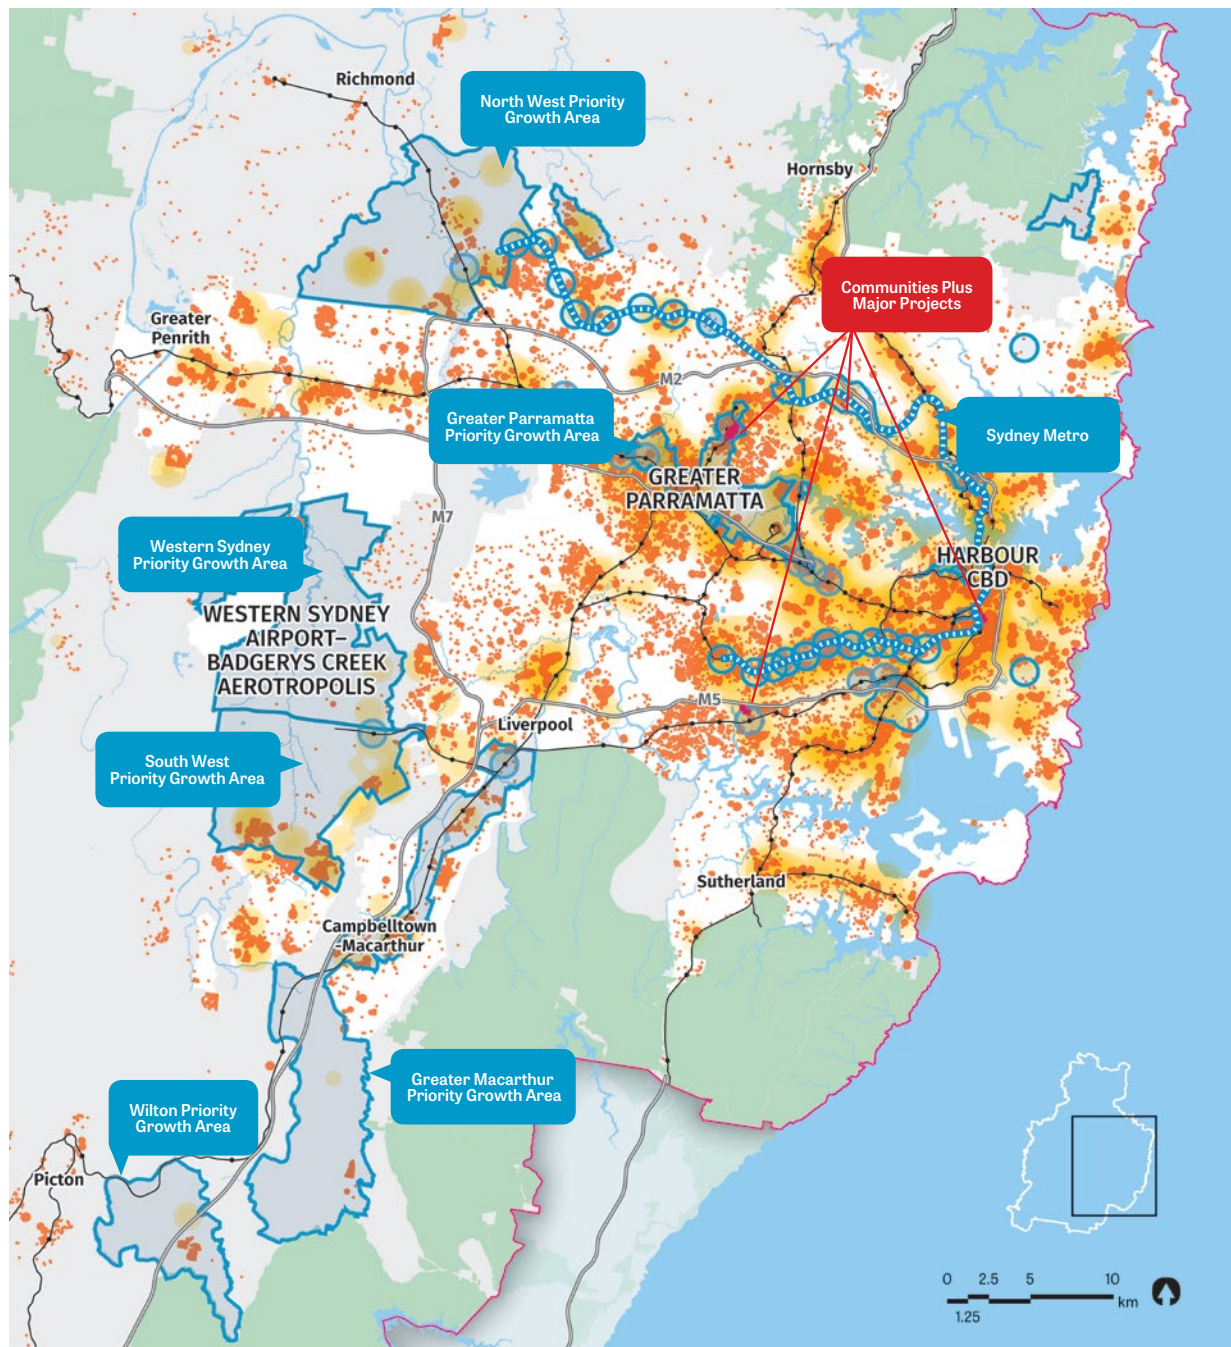 Richmond
North West Priority
Growth Area
Hornsby
Communities Plus
Major Projects
Greater
Penrith
M2
Greater Parramatta
Priority Growth Area
Sydney Metro
GREATER
PARRAMATTA
M7
Western Sydney
Priority Growth Area
HARBOUR
CBD
WESTERN SYDNEY
AIRPORT–
BADGERYS CREEK
AEROTROPOLIS
M5
Liverpool
South West
Priority Growth Area
Sutherland
Campbelltown
-Macarthur
Greater Macarthur
Priority Growth Area
Wilton Priority
Growth Area
Picton
0 2.5 5 10
km
1.25